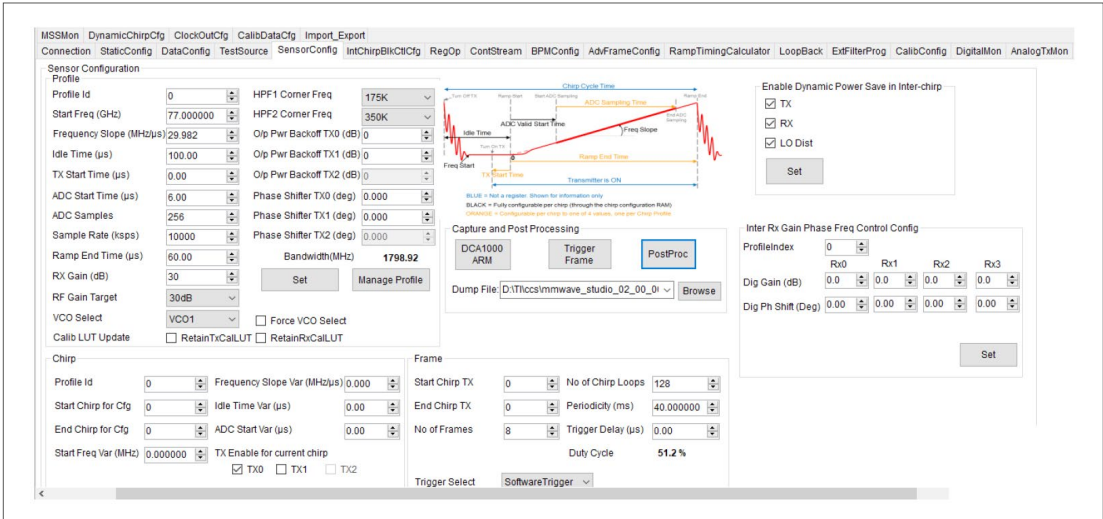 MSSMon DynamicChirpCfg ClockOutCfg CalibDataCfg Import_Export
Connection StaticConfig DataConfig TestSource SensorConfig IntChirpBlkCtlCfg RegOp ContStream BPMConfig AdvFrameConfig RampTimingCalculator LoopBack ExtFilterProg CalibConfig DigitalMon AnalogTxMon
Sensor Configuration
Profile
Profile Id 0 HPF1 Corner Freq 175K
Start Freq (GHz) 77.000000 HPF2 Corner Freq 350K
Frequency Slope (MHz/µs) 29.982 O/p Pwr Backoff TX0 (dB) 0
Idle Time (µs) 100.00 O/p Pwr Backoff TX1 (dB) 0
TX Start Time (µs) 0.00 O/p Pwr Backoff TX2 (dB) 0
ADC Start Time (µs) 6.00 Phase Shifter TX0 (deg) 0.000
ADC Samples 256 Phase Shifter TX1 (deg) 0.000
Sample Rate (ksps) 10000 Phase Shifter TX2 (deg) 0.000
Ramp End Time (µs) 60.00 Bandwidth(MHz) 1798.92
RX Gain (dB) 30 Set Manage Profile
RF Gain Target 30dB
VCO Select VCO1 Force VCO Select
Calib LUT Update RetainTxCalLUT RetainRxCalLUT
Chirp Cycle Time
Turn Off TX Ramp Start Start ADC Sampling Ramp End
ADC Sampling Time
End ADC Sampling
ADC Valid Start Time
Idle Time
Freq Slope
Turn On TX
0
Ramp End Time
Freq Start
TX Start Time
Transmitter is ON
BLUE = Not a register. Shown for information only
BLACK = Fully configurable per chirp (through the chirp configuration RAM)
ORANGE = Configurable per chirp to one of 4 values, one per Chirp Profile
Capture and Post Processing
DCA1000 ARM Trigger Frame PostProc
Dump File: D:\TI\ccs\mmwave_studio_02_00_0 Browse
Enable Dynamic Power Save in Inter-chirp
TX
RX
LO Dist
Set
Inter Rx Gain Phase Freq Control Config
ProfileIndex 0
Rx0 Rx1 Rx2 Rx3
Dig Gain (dB) 0.0 0.0 0.0 0.0
Dig Ph Shift (Deg) 0.00 0.00 0.00 0.00
Set
Chirp
Profile Id 0 Frequency Slope Var (MHz/µs) 0.000
Start Chirp for Cfg 0 Idle Time Var (µs) 0.00
End Chirp for Cfg 0 ADC Start Var (µs) 0.00
Start Freq Var (MHz) 0.000000 TX Enable for current chirp
TX0 TX1 TX2
Frame
Start Chirp TX 0 No of Chirp Loops 128
End Chirp TX 0 Periodicity (ms) 40.000000
No of Frames 8 Trigger Delay (µs) 0.00
Duty Cycle 51.2 %
Trigger Select SoftwareTrigger